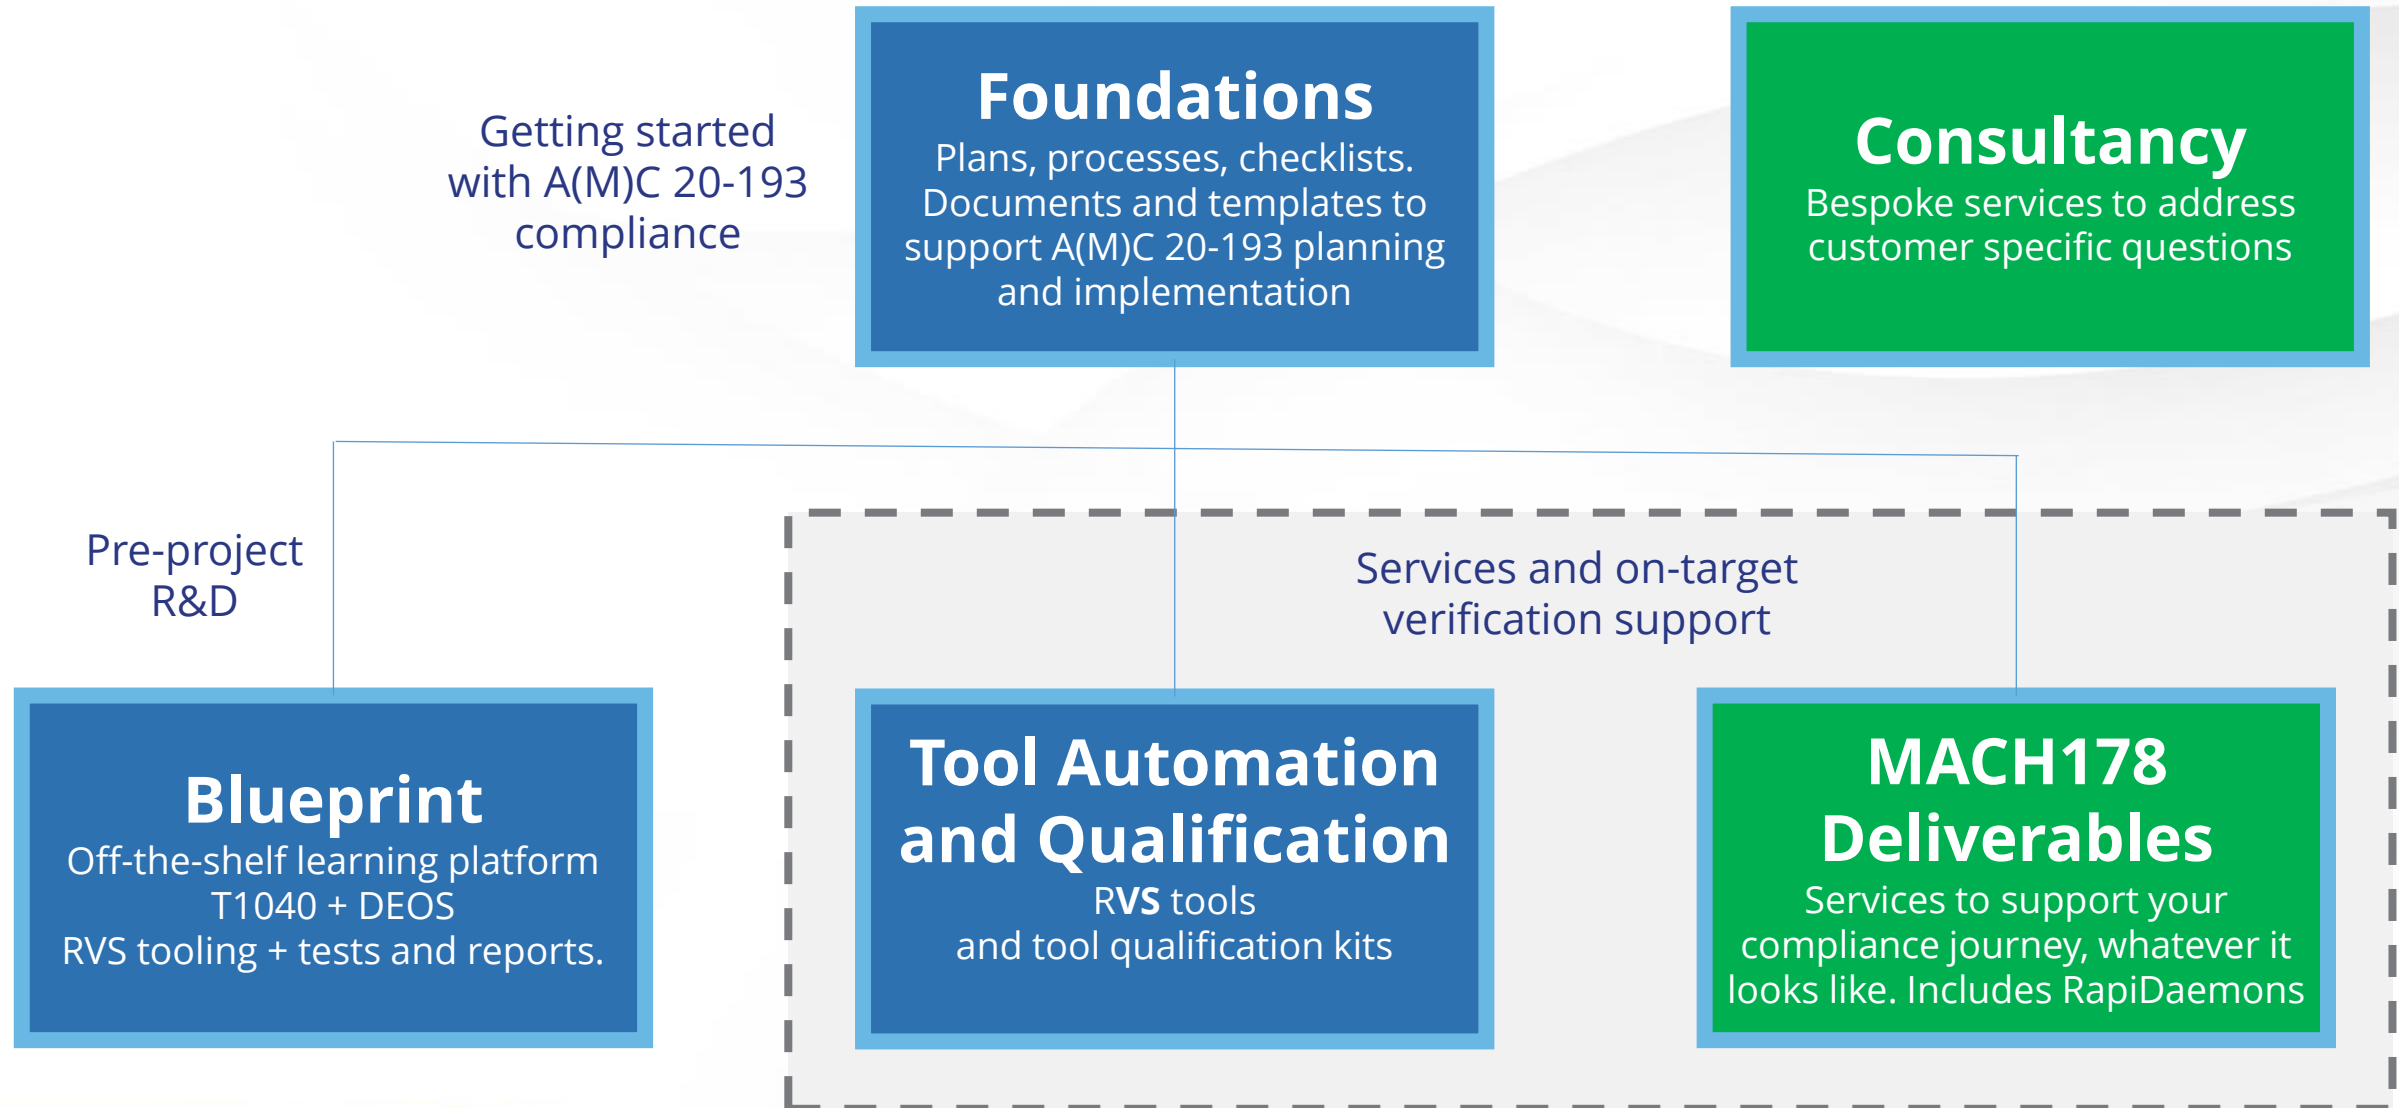 Getting started
with A(M)C 20-193
compliance
Foundations
Plans, processes, checklists.
Documents and templates to
support A(M)C 20-193 planning
and implementation
Consultancy
Bespoke services to address
customer specific questions
Pre-project
R&D
Services and on-target
verification support
Blueprint
Off-the-shelf learning platform
T1040 + DEOS
RVS tooling + tests and reports.
Tool Automation
and Qualification
RVS tools
and tool qualification kits
MACH178
Deliverables
Services to support your
compliance journey, whatever it
looks like. Includes RapiDaemons